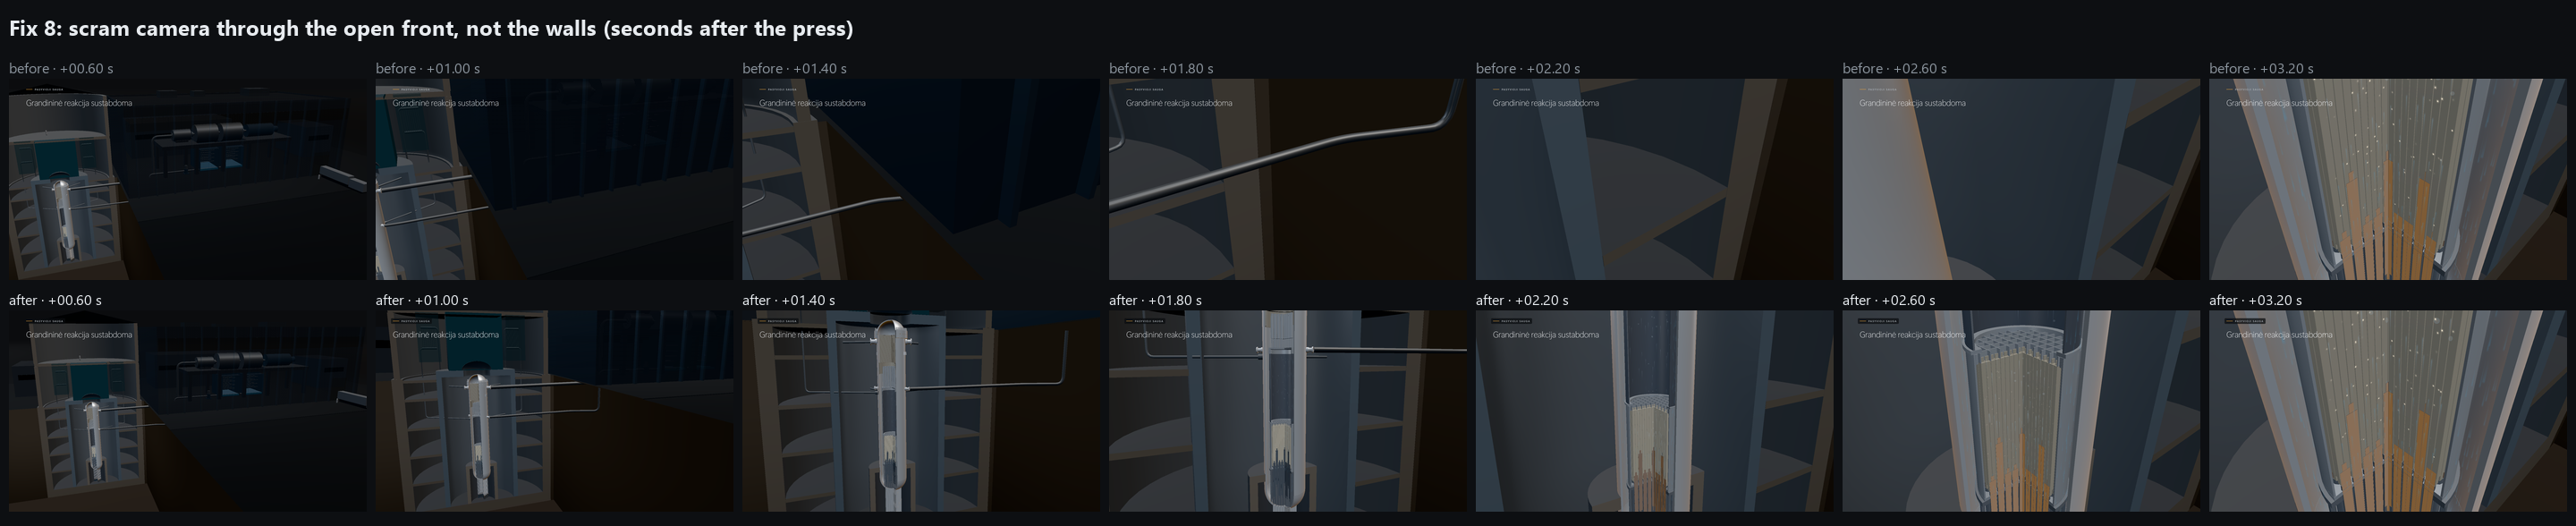 Fix 8: scram camera through the open front, not the walls (seconds after the press)
before · +00.60 s
before · +01.00 s
before · +01.40 s
before · +01.80 s
before · +02.20 s
before · +02.60 s
before · +03.20 s
Grandininė reakcija sustabdoma
Grandininė reakcija sustabdoma
Grandininė reakcija sustabdoma
Grandininė reakcija sustabdoma
Grandininė reakcija sustabdoma
Grandininė reakcija sustabdoma
Grandininė reakcija sustabdoma
after · +00.60 s
after · +01.00 s
after · +01.40 s
after · +01.80 s
after · +02.20 s
after · +02.60 s
after · +03.20 s
Grandininė reakcija sustabdoma
Grandininė reakcija sustabdoma
Grandininė reakcija sustabdoma
Grandininė reakcija sustabdoma
Grandininė reakcija sustabdoma
Grandininė reakcija sustabdoma
Grandininė reakcija sustabdoma